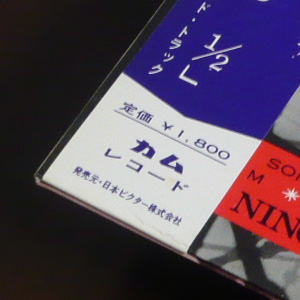 ド・トラック
1/2
L
定価 ¥1,800
カム
レコード
発売元・日本ビクター株式会社
SO
M
NINO